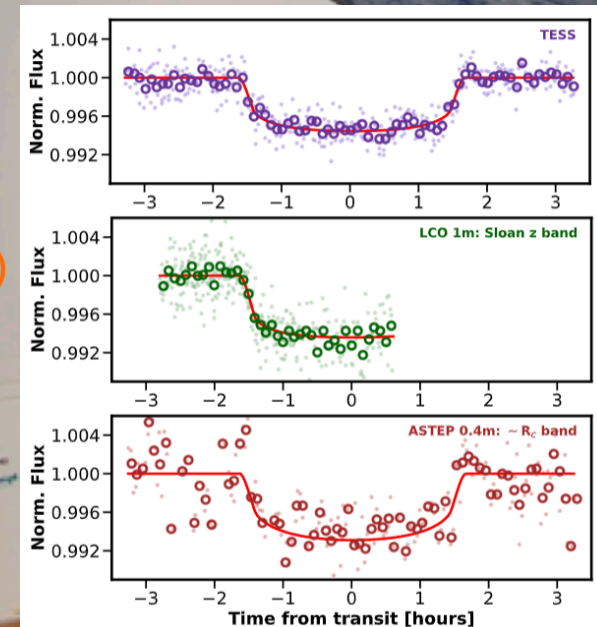 TESS
Norm. Flux
1.004
1.000
0.996
0.992
−3 −2 −1 0 1 2 3
LCO 1m: Sloan z band
Norm. Flux
1.004
1.000
0.996
0.992
−3 −2 −1 0 1 2 3
ASTEP 0.4m: ~ Rc band
Norm. Flux
1.004
1.000
0.996
0.992
−3 −2 −1 0 1 2 3
Time from transit [hours]